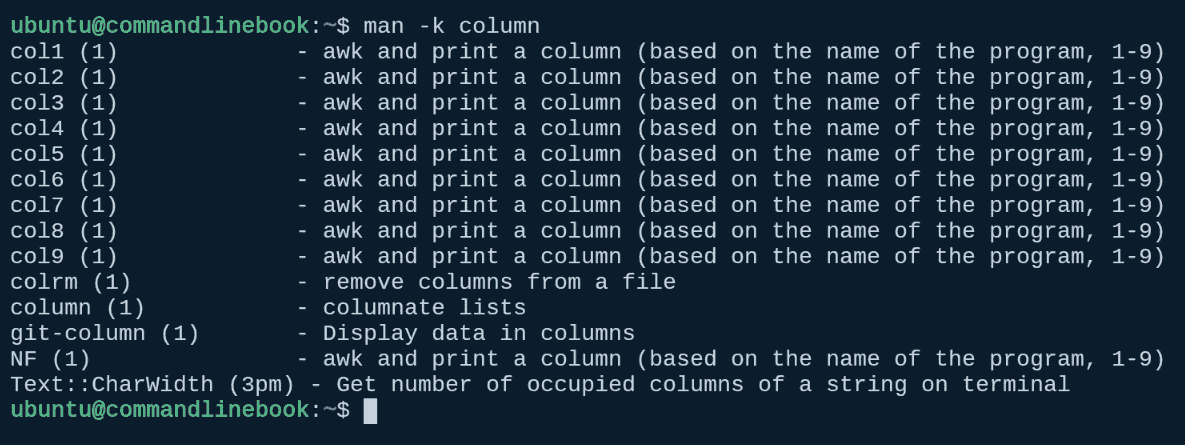 ubuntu@commandlinebook:~$ man -k column
col1 (1)             - awk and print a column (based on the name of the program, 1-9)
col2 (1)             - awk and print a column (based on the name of the program, 1-9)
col3 (1)             - awk and print a column (based on the name of the program, 1-9)
col4 (1)             - awk and print a column (based on the name of the program, 1-9)
col5 (1)             - awk and print a column (based on the name of the program, 1-9)
col6 (1)             - awk and print a column (based on the name of the program, 1-9)
col7 (1)             - awk and print a column (based on the name of the program, 1-9)
col8 (1)             - awk and print a column (based on the name of the program, 1-9)
col9 (1)             - awk and print a column (based on the name of the program, 1-9)
colrm (1)            - remove columns from a file
column (1)           - columnate lists
git-column (1)       - Display data in columns
NF (1)               - awk and print a column (based on the name of the program, 1-9)
Text::CharWidth (3pm) - Get number of occupied columns of a string on terminal
ubuntu@commandlinebook:~$